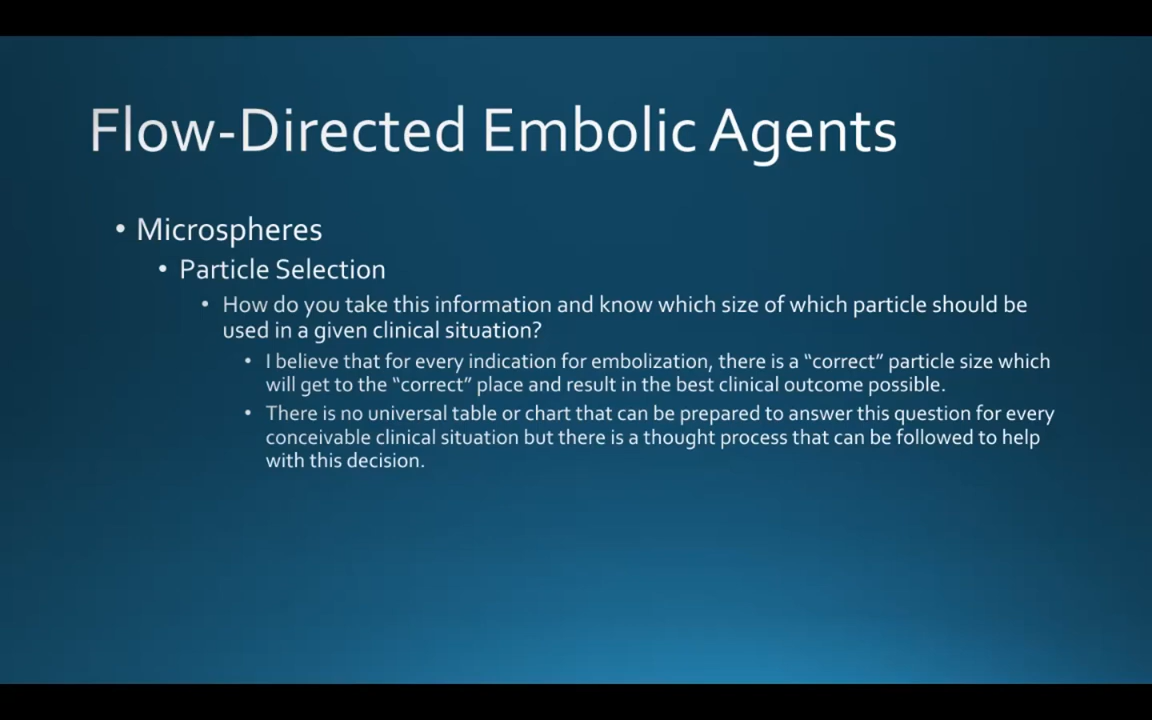 Flow-Directed Embolic Agents
• Microspheres
• Particle Selection
• How do you take this information and know which size of which particle should be
used in a given clinical situation?
• I believe that for every indication for embolization, there is a “correct” particle size which
will get to the “correct” place and result in the best clinical outcome possible.
• There is no universal table or chart that can be prepared to answer this question for every
conceivable clinical situation but there is a thought process that can be followed to help
with this decision.